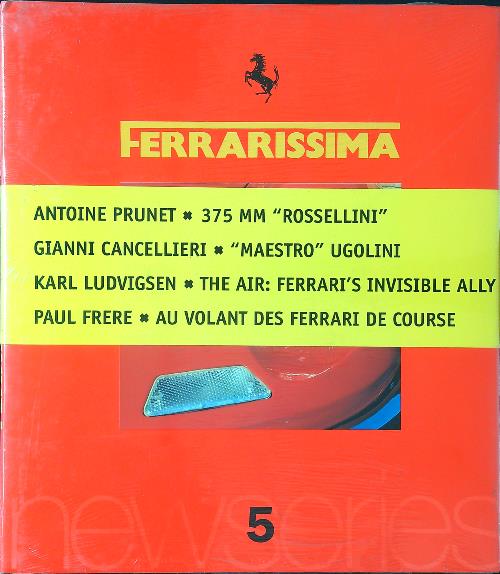 FERRARISSIMA
ANTOINE PRUNET ✖ 375 MM "ROSSELLINI"
GIANNI CANCELLIERI ✖ "MAESTRO" UGOLINI
KARL LUDVIGSEN ✖ THE AIR: FERRARI'S INVISIBLE ALLY
PAUL FRERE ✖ AU VOLANT DES FERRARI DE COURSE
newseries
5